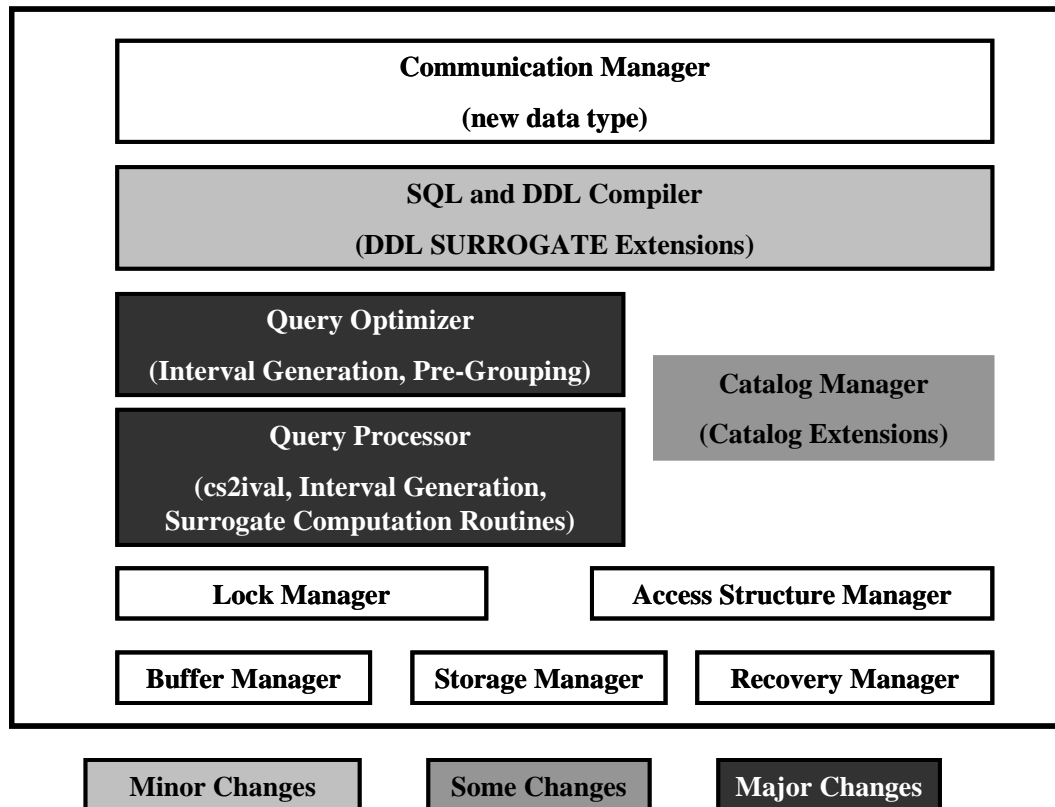 Communication Manager
(new data type)
SQL and DDL Compiler
(DDL SURROGATE Extensions)
Query Optimizer
(Interval Generation, Pre-Grouping)
Catalog Manager
(Catalog Extensions)
Query Processor
(cs2ival, Interval Generation,
Surrogate Computation Routines)
Lock Manager
Access Structure Manager
Buffer Manager
Storage Manager
Recovery Manager
Minor Changes
Some Changes
Major Changes